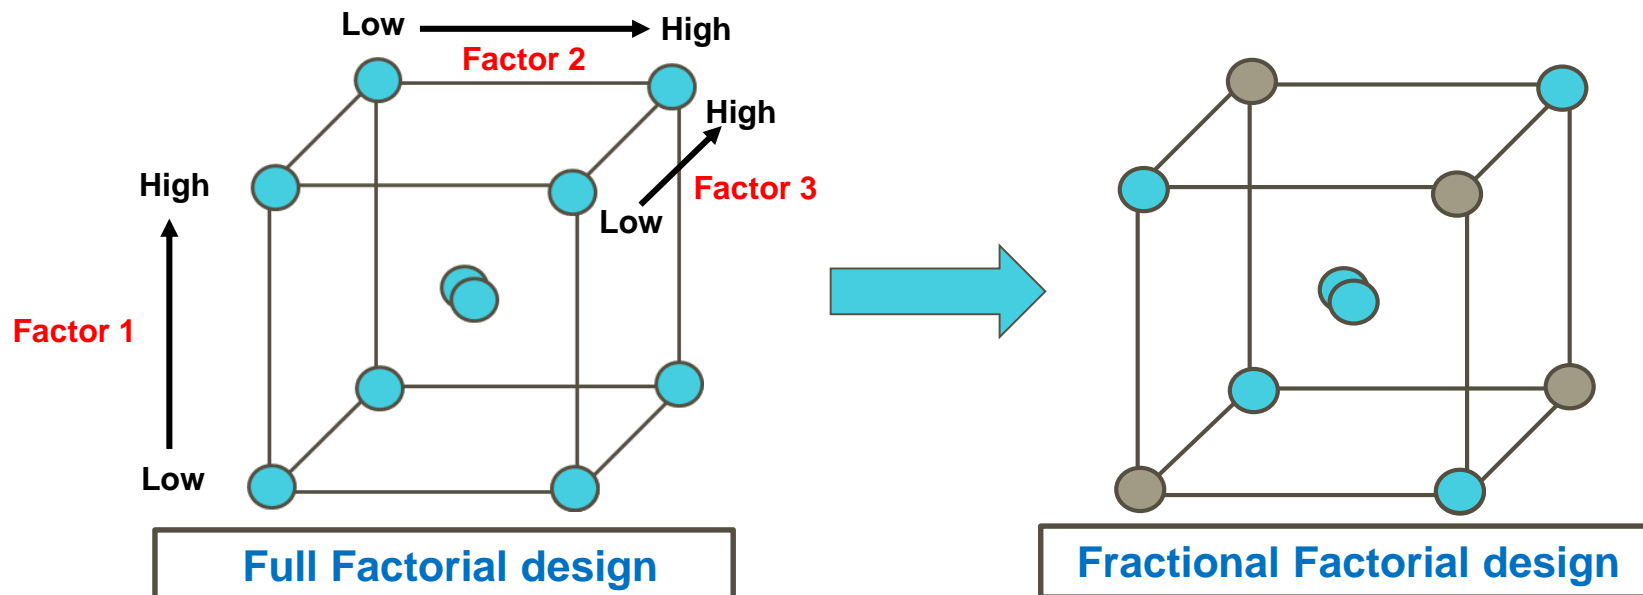 Low
High
Factor 2
High
High
Factor 3
Low
Factor 1
Low
Full Factorial design
Fractional Factorial design